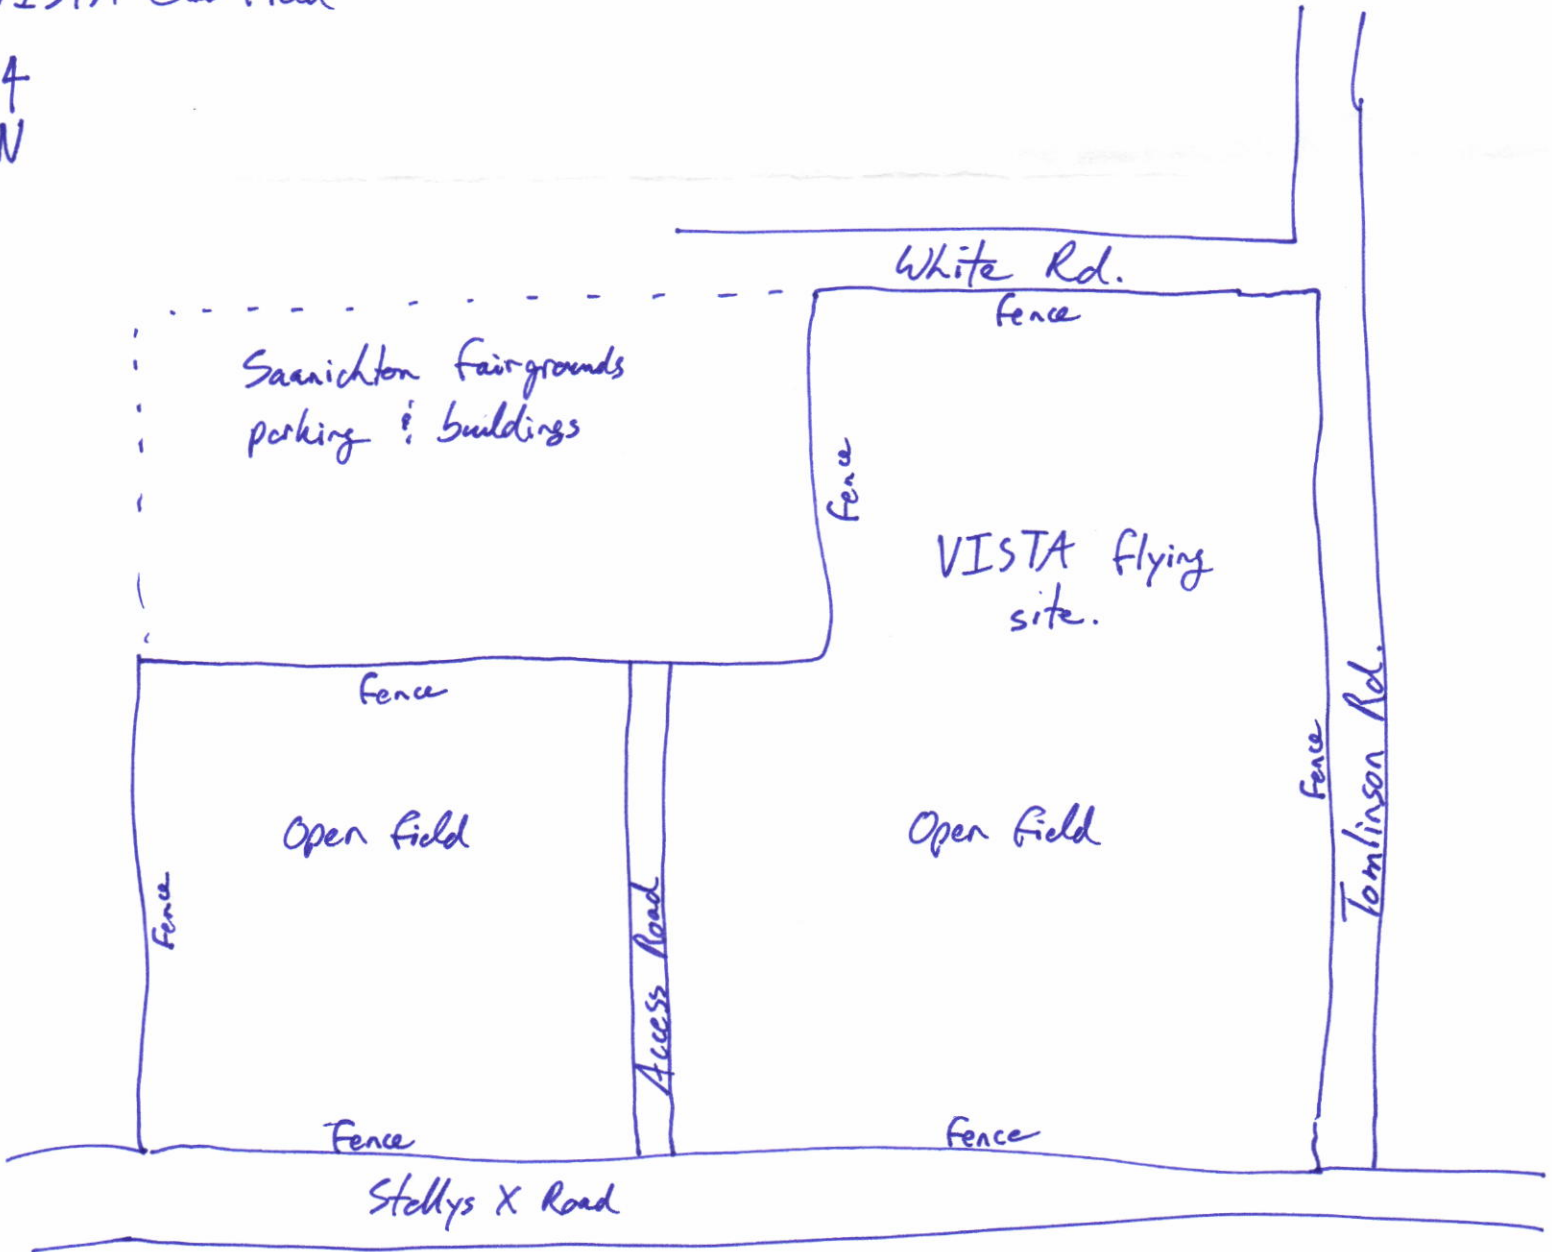 VISTA
N
White Rd.
Fence
Saanichton Fairgrounds
parking & buildings
Fence
VISTA flying
site.
Fence
Open field
Open field
Fence
Tomlinson Rd.
Fence
Access Road
Fence
Fence
Stellys X Road